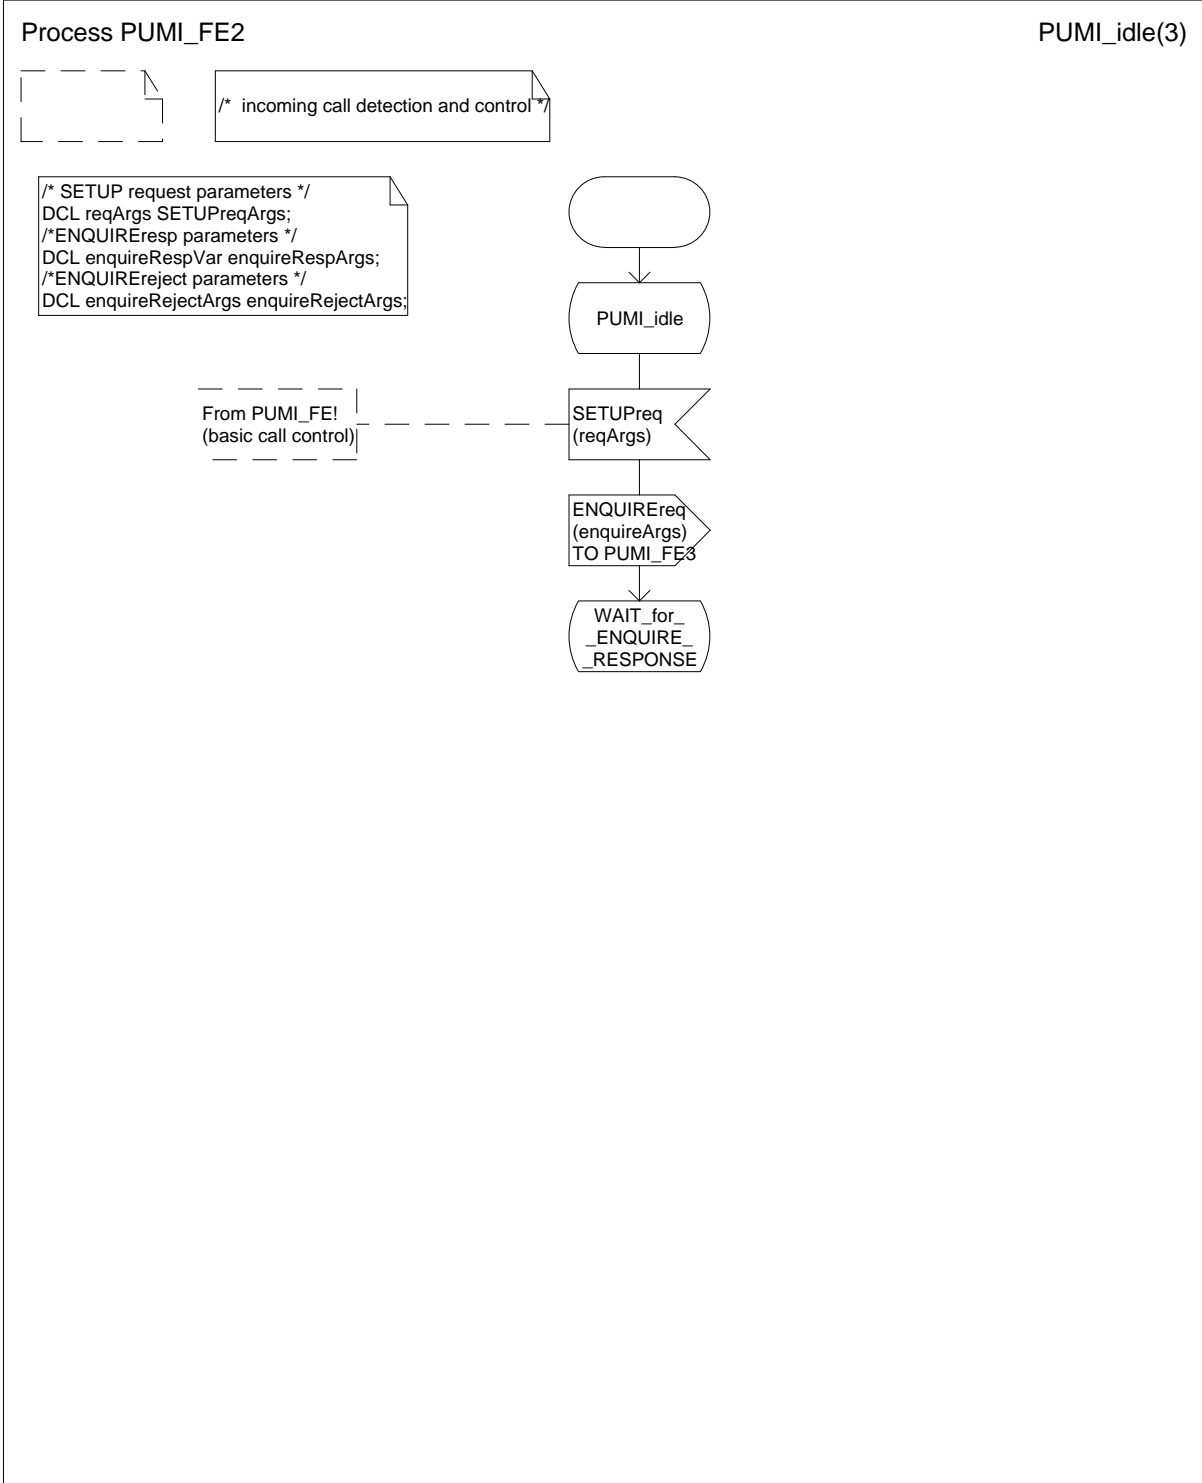 Process PUMI_FE2
PUMI_idle(3)
/* incoming call detection and control */
/* SETUP request parameters */
DCL reqArgs SETUPreqArgs;
/*ENQUIREresp parameters */
DCL enquireRespVar enquireRespArgs;
/*ENQUIREreject parameters */
DCL enquireRejectArgs enquireRejectArgs;
PUMI_idle
From PUMI_FE!
(basic call control)
SETUPreq
(reqArgs)
ENQUIREreq
(enquireArgs)
TO PUMI_FE3
WAIT_for_
_ENQUIRE_
_RESPONSE